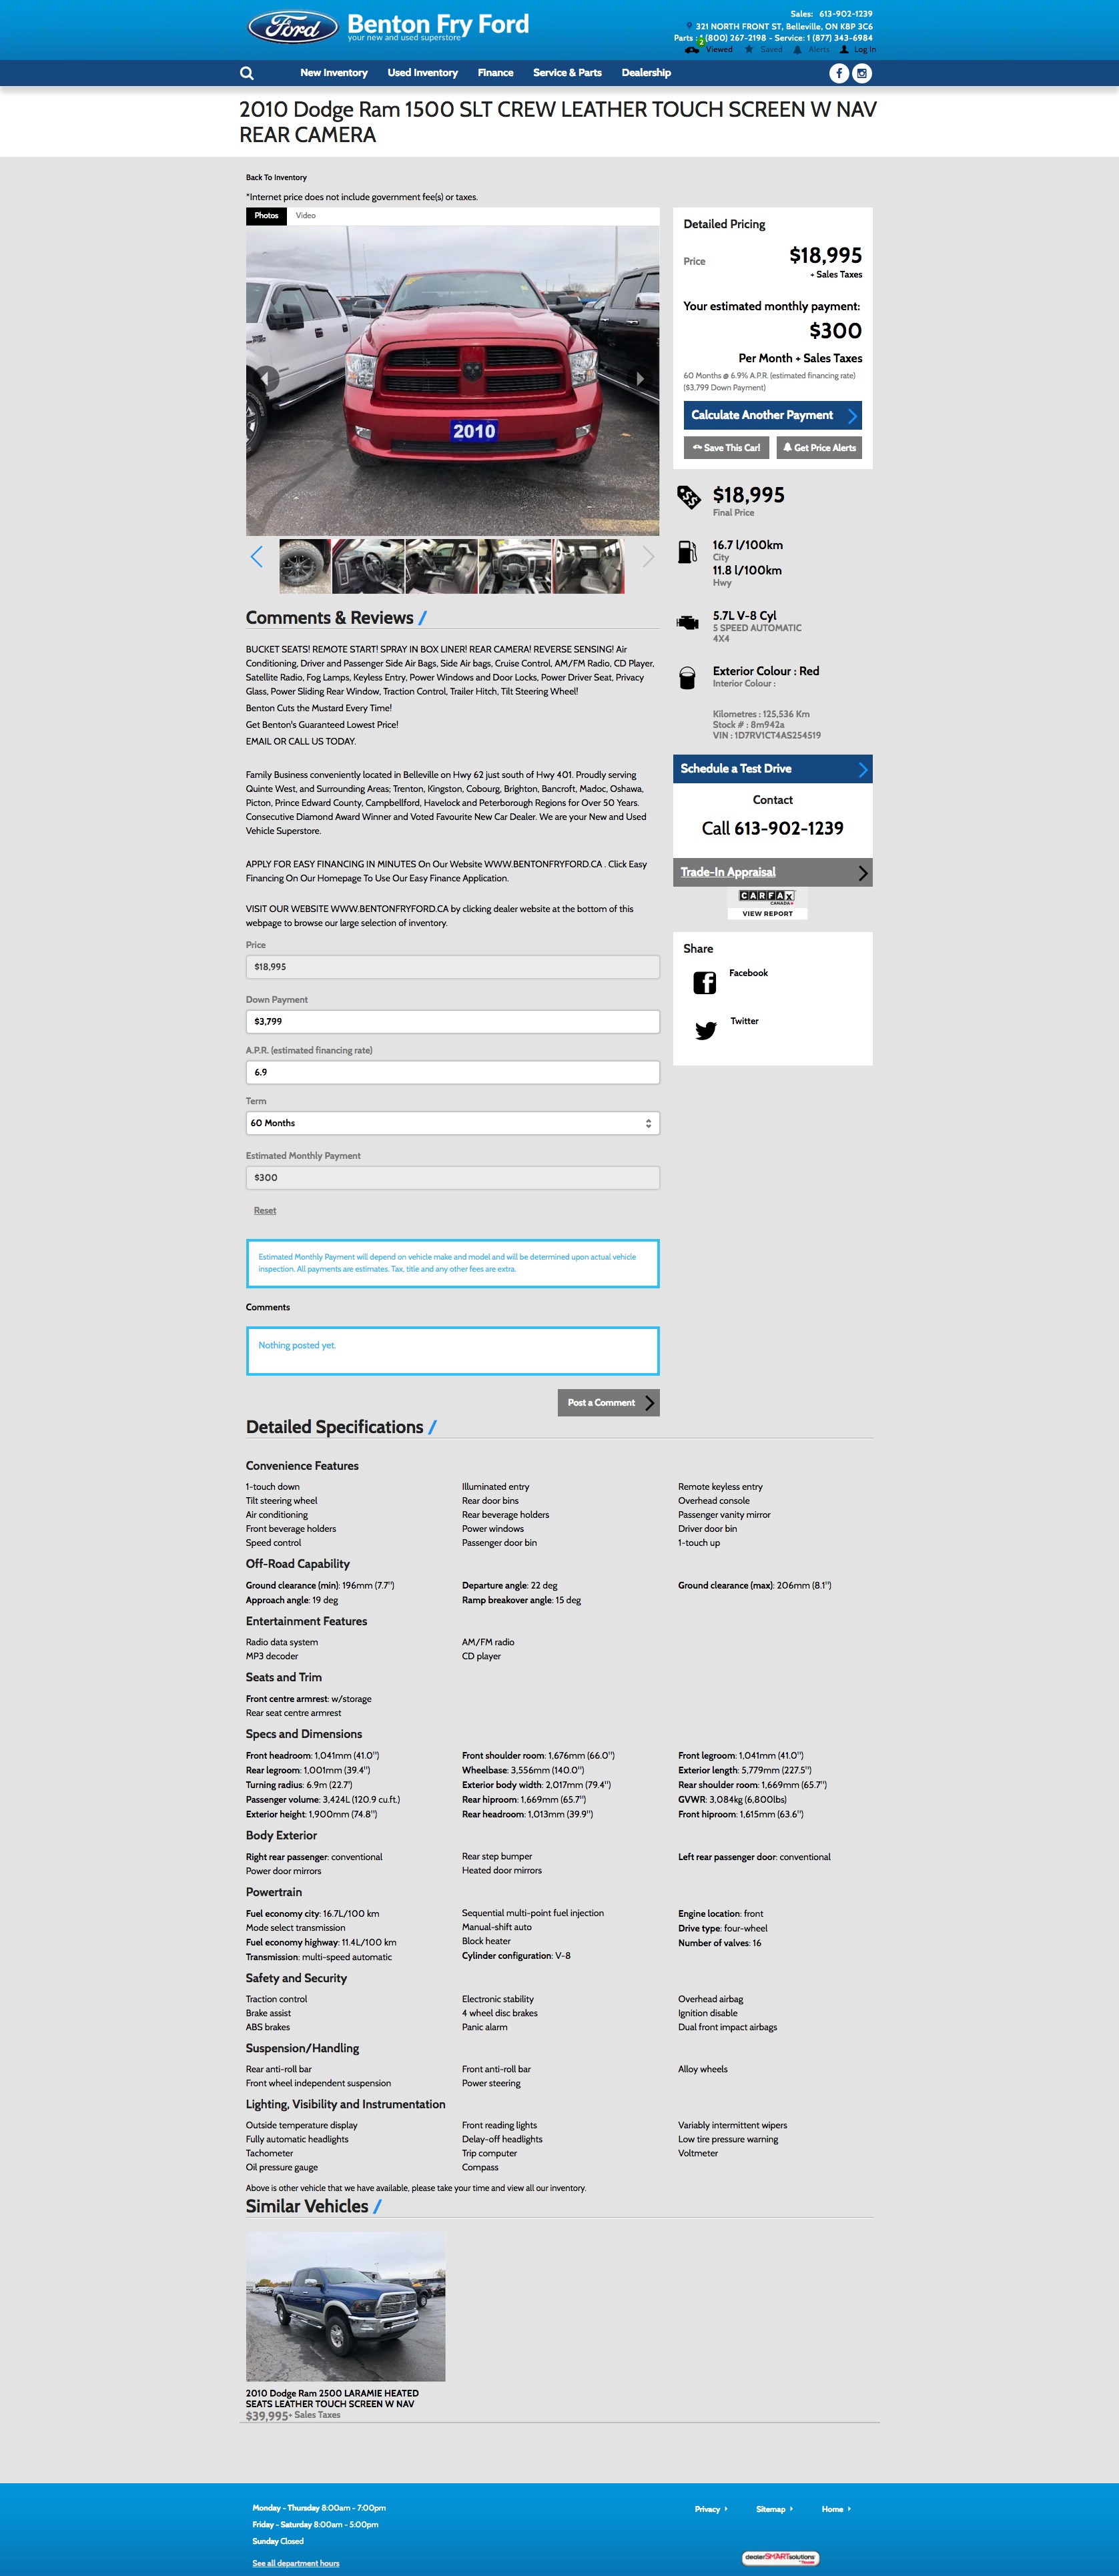 Ford
Benton Fry Ford
your new and used superstore
Sales: 613-902-1239
321 NORTH FRONT ST, Belleville, ON K8P 3C6
Parts 1 (800) 267-2198 - Service: 1 (877) 343-6984
Viewed Saved Alerts Log In
New Inventory Used Inventory Finance Service & Parts Dealership
2010 Dodge Ram 1500 SLT CREW LEATHER TOUCH SCREEN W NAV
REAR CAMERA
Back To Inventory
*Internet price does not include government fee(s) or taxes.
Photos Video
2010
Detailed Pricing
Price $18,995
+ Sales Taxes
Your estimated monthly payment:
$300
Per Month + Sales Taxes
60 Months @ 6.9% A.P.R. (estimated financing rate)
($3,799 Down Payment)
Calculate Another Payment
Save This Car! Get Price Alerts
$18,995
Final Price
16.7 l/100km
City
11.8 l/100km
Hwy
5.7L V-8 Cyl
5 SPEED AUTOMATIC
4X4
Exterior Colour : Red
Interior Colour :
Kilometres : 125,536 Km
Stock # : 8m942a
VIN : 1D7RV1CT4AS254519
Schedule a Test Drive
Contact
Call 613-902-1239
Trade-In Appraisal
CARFAX
CANADA
VIEW REPORT
Share
Facebook
Twitter
Comments & Reviews /
BUCKET SEATS! REMOTE START! SPRAY IN BOX LINER! REAR CAMERA! REVERSE SENSING! Air
Conditioning, Driver and Passenger Side Air Bags, Side Air bags, Cruise Control, AM/FM Radio, CD Player,
Satellite Radio, Fog Lamps, Keyless Entry, Power Windows and Door Locks, Power Driver Seat, Privacy
Glass, Power Sliding Rear Window, Traction Control, Trailer Hitch, Tilt Steering Wheel!
Benton Cuts the Mustard Every Time!
Get Benton's Guaranteed Lowest Price!
EMAIL OR CALL US TODAY.
Family Business conveniently located in Belleville on Hwy 62 just south of Hwy 401. Proudly serving
Quinte West, and Surrounding Areas; Trenton, Kingston, Cobourg, Brighton, Bancroft, Madoc, Oshawa,
Picton, Prince Edward County, Campbellford, Havelock and Peterborough Regions for Over 50 Years.
Consecutive Diamond Award Winner and Voted Favourite New Car Dealer. We are your New and Used
Vehicle Superstore.
APPLY FOR EASY FINANCING IN MINUTES On Our Website WWW.BENTONFRYFORD.CA . Click Easy
Financing On Our Homepage To Use Our Easy Finance Application.
VISIT OUR WEBSITE WWW.BENTONFRYFORD.CA by clicking dealer website at the bottom of this
webpage to browse our large selection of inventory.
Price
$18,995
Down Payment
$3,799
A.P.R. (estimated financing rate)
6.9
Term
60 Months
Estimated Monthly Payment
$300
Reset
Estimated Monthly Payment will depend on vehicle make and model and will be determined upon actual vehicle
inspection. All payments are estimates. Tax, title and any other fees are extra.
Comments
Nothing posted yet.
Post a Comment
Detailed Specifications /
Convenience Features
1-touch down Illuminated entry Remote keyless entry
Tilt steering wheel Rear door bins Overhead console
Air conditioning Rear beverage holders Passenger vanity mirror
Front beverage holders Power windows Driver door bin
Speed control Passenger door bin 1-touch up
Off-Road Capability
Ground clearance (min): 196mm (7.7") Departure angle: 22 deg Ground clearance (max): 206mm (8.1")
Approach angle: 19 deg Ramp breakover angle: 15 deg
Entertainment Features
Radio data system AM/FM radio
MP3 decoder CD player
Seats and Trim
Front centre armrest: w/storage
Rear seat centre armrest
Specs and Dimensions
Front headroom: 1,041mm (41.0") Front shoulder room: 1,676mm (66.0") Front legroom: 1,041mm (41.0")
Rear legroom: 1,001mm (39.4") Wheelbase: 3,556mm (140.0") Exterior length: 5,779mm (227.5")
Turning radius: 6.9m (22.7') Exterior body width: 2,017mm (79.4") Rear shoulder room: 1,669mm (65.7")
Passenger volume: 3,424L (120.9 cu.ft.) Rear hiproom: 1,669mm (65.7") GVWR: 3,084kg (6,800lbs)
Exterior height: 1,900mm (74.8") Rear headroom: 1,013mm (39.9") Front hiproom: 1,615mm (63.6")
Body Exterior
Right rear passenger: conventional Rear step bumper Left rear passenger door: conventional
Power door mirrors Heated door mirrors
Powertrain
Fuel economy city: 16.7L/100 km Sequential multi-point fuel injection Engine location: front
Mode select transmission Manual-shift auto Drive type: four-wheel
Fuel economy highway: 11.4L/100 km Block heater Number of valves: 16
Transmission: multi-speed automatic Cylinder configuration: V-8
Safety and Security
Traction control Electronic stability Overhead airbag
Brake assist 4 wheel disc brakes Ignition disable
ABS brakes Panic alarm Dual front impact airbags
Suspension/Handling
Rear anti-roll bar Front anti-roll bar Alloy wheels
Front wheel independent suspension Power steering
Lighting, Visibility and Instrumentation
Outside temperature display Front reading lights Variably intermittent wipers
Fully automatic headlights Delay-off headlights Low tire pressure warning
Tachometer Trip computer Voltmeter
Oil pressure gauge Compass
Above is other vehicle that we have available, please take your time and view all our inventory.
Similar Vehicles /
2010 Dodge Ram 2500 LARAMIE HEATED
SEATS LEATHER TOUCH SCREEN W NAV
$39,995+ Sales Taxes
Monday - Thursday 8:00am - 7:00pm
Friday - Saturday 8:00am - 5:00pm
Sunday Closed
See all department hours
Privacy Sitemap Home
dealerSMARTsolutions